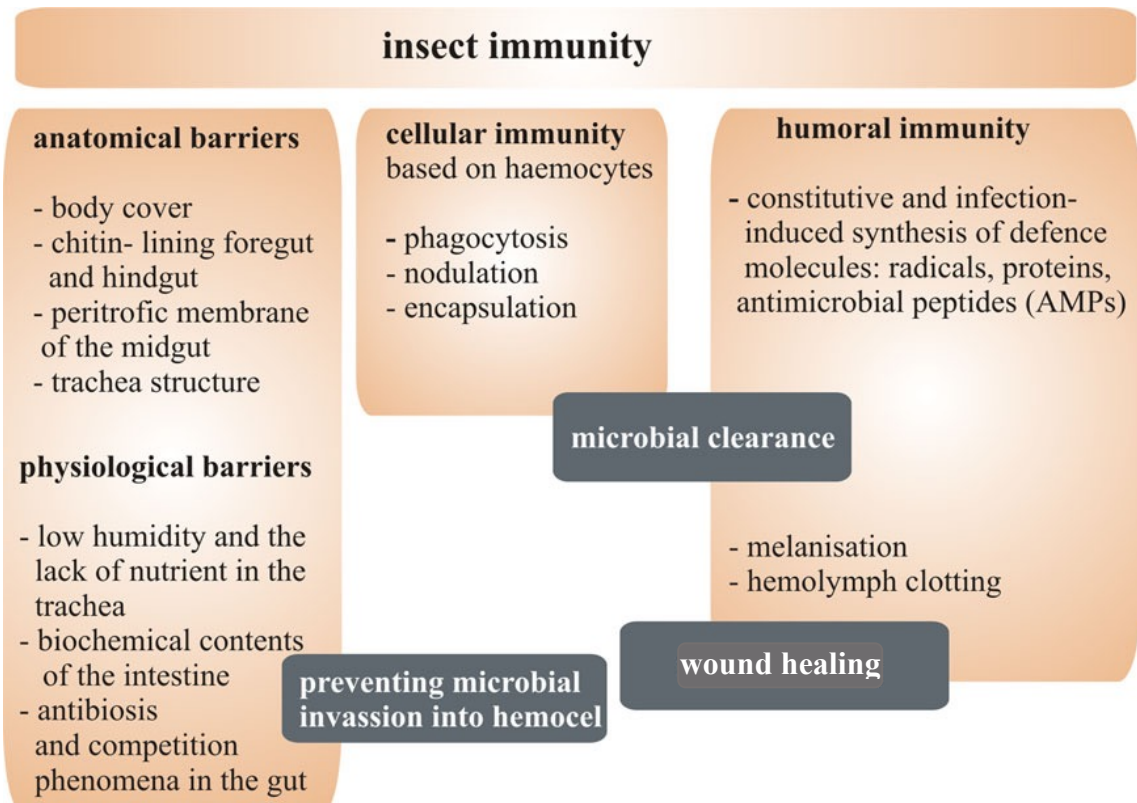 insect immunity
anatomical barriers
- body cover
- chitin- lining foregut
and hindgut
- peritrofic membrane
of the midgut
- trachea structure
physiological barriers
- low humidity and the
lack of nutrient in the
trachea
- biochemical contents
of the intestine
- antibiosis
and competition
phenomena in the gut
preventing microbial
invassion into hemocel
cellular immunity
based on haemocytes
- phagocytosis
- nodulation
- encapsulation
microbial clearance
humoral immunity
- constitutive and infection-
induced synthesis of defence
molecules: radicals, proteins,
antimicrobial peptides (AMPs)
- melanisation
- hemolymph clotting
wound healing